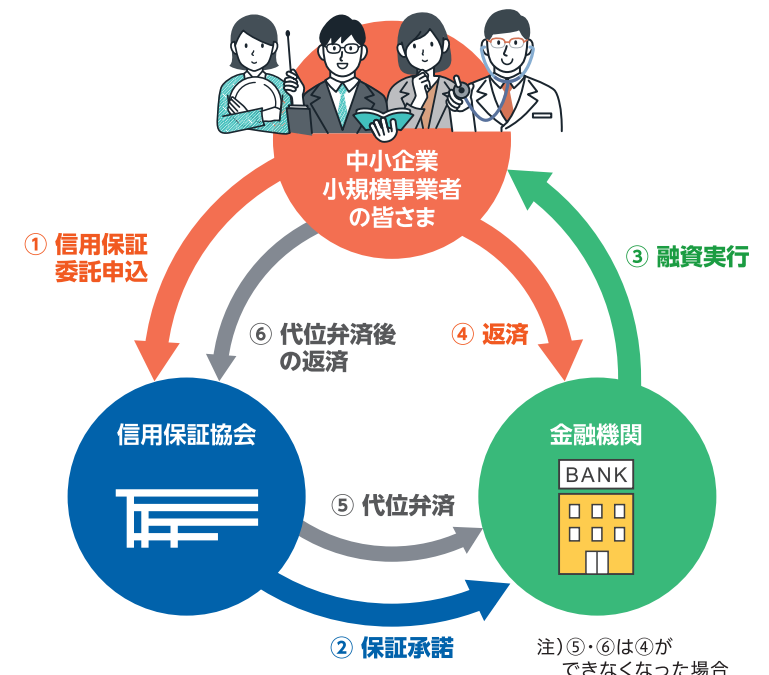 中小企業
小規模事業者
の皆さま
① 信用保証
委託申込
③ 融資実行
⑥ 代位弁済後
の返済
④ 返済
信用保証協会
金融機関
BANK
⑤ 代位弁済
② 保証承諾
注）⑤・⑥は④が
できなくなった場合